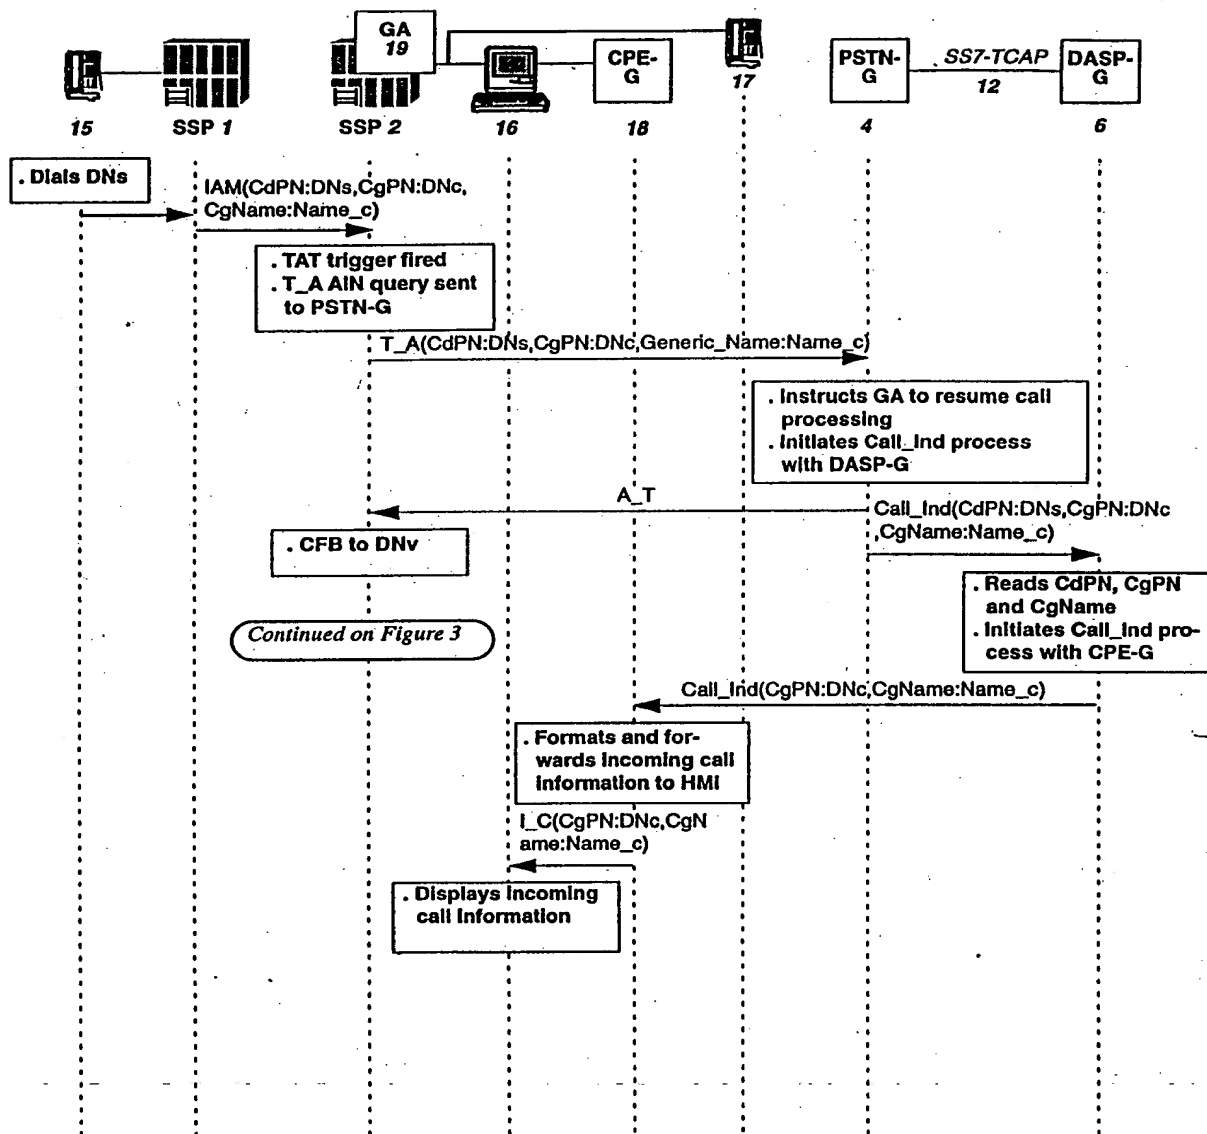 GA
19
CPE-
G
17
PSTN-
G
SS7-TCAP
12
DASP-
G
15
SSP 1
SSP 2
16
18
4
6
. Dials DNs
IAM(CdPN:DNs,CgPN:DNc,
CgName:Name_c)
. TAT trigger fired
. T_A AIN query sent
to PSTN-G
T_A(CdPN:DNs,CgPN:DNc,Generic_Name:Name_c)
. Instructs GA to resume call
processing
. Initiates Call_Ind process
with DASP-G
A_T
Call_Ind(CdPN:DNs,CgPN:DNc
,CgName:Name_c)
. CFB to DNv
. Reads CdPN, CgPN
and CgName
. Initiates Call_Ind pro-
cess with CPE-G
Continued on Figure 3
Call_Ind(CgPN:DNc,CgName:Name_c)
. Formats and for-
wards incoming call
information to HMI
I_C(CgPN:DNc,CgN
ame:Name_c)
. Displays incoming
call information